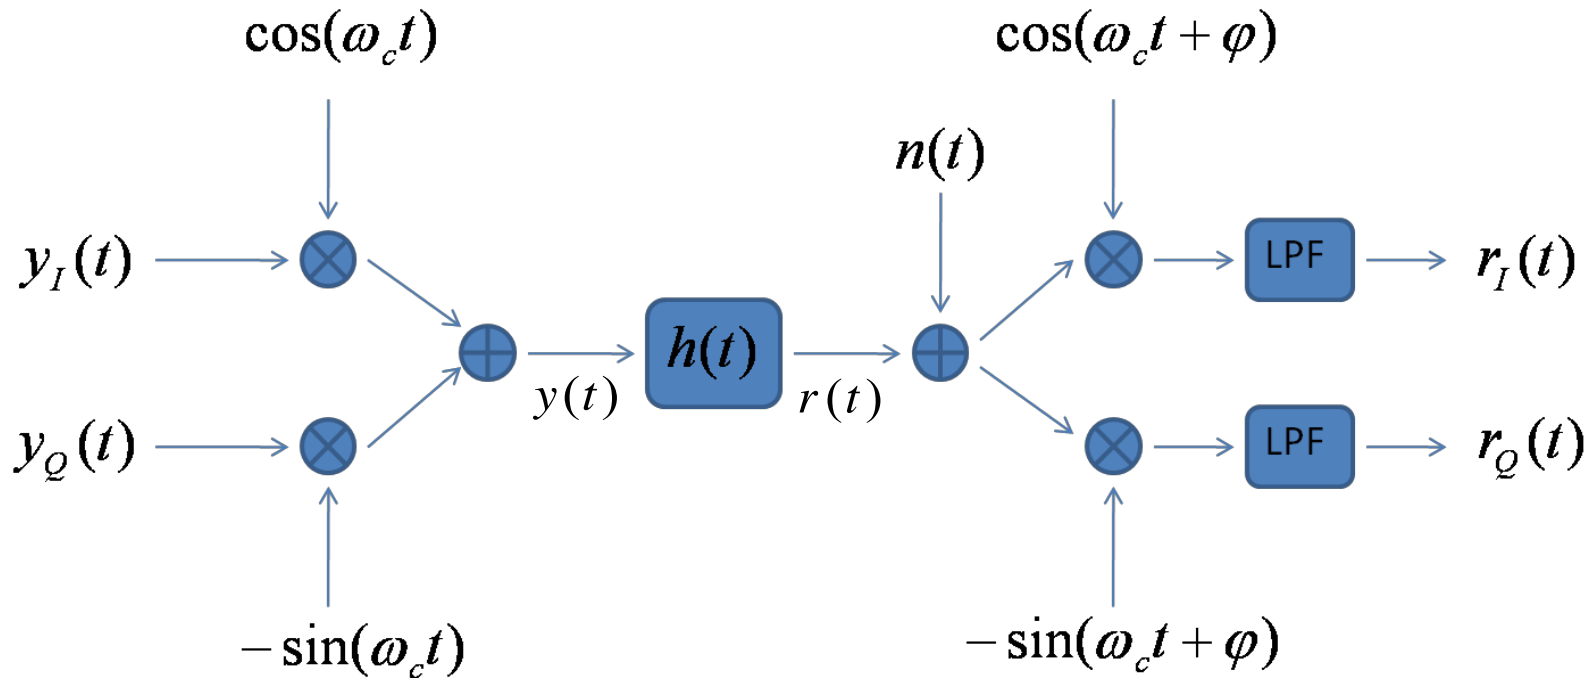 cos(ω_c t)
cos(ω_c t + φ)
n(t)
y_I(t)
LPF
r_I(t)
h(t)
y(t)
r(t)
y_Q(t)
LPF
r_Q(t)
− sin(ω_c t)
− sin(ω_c t + φ)